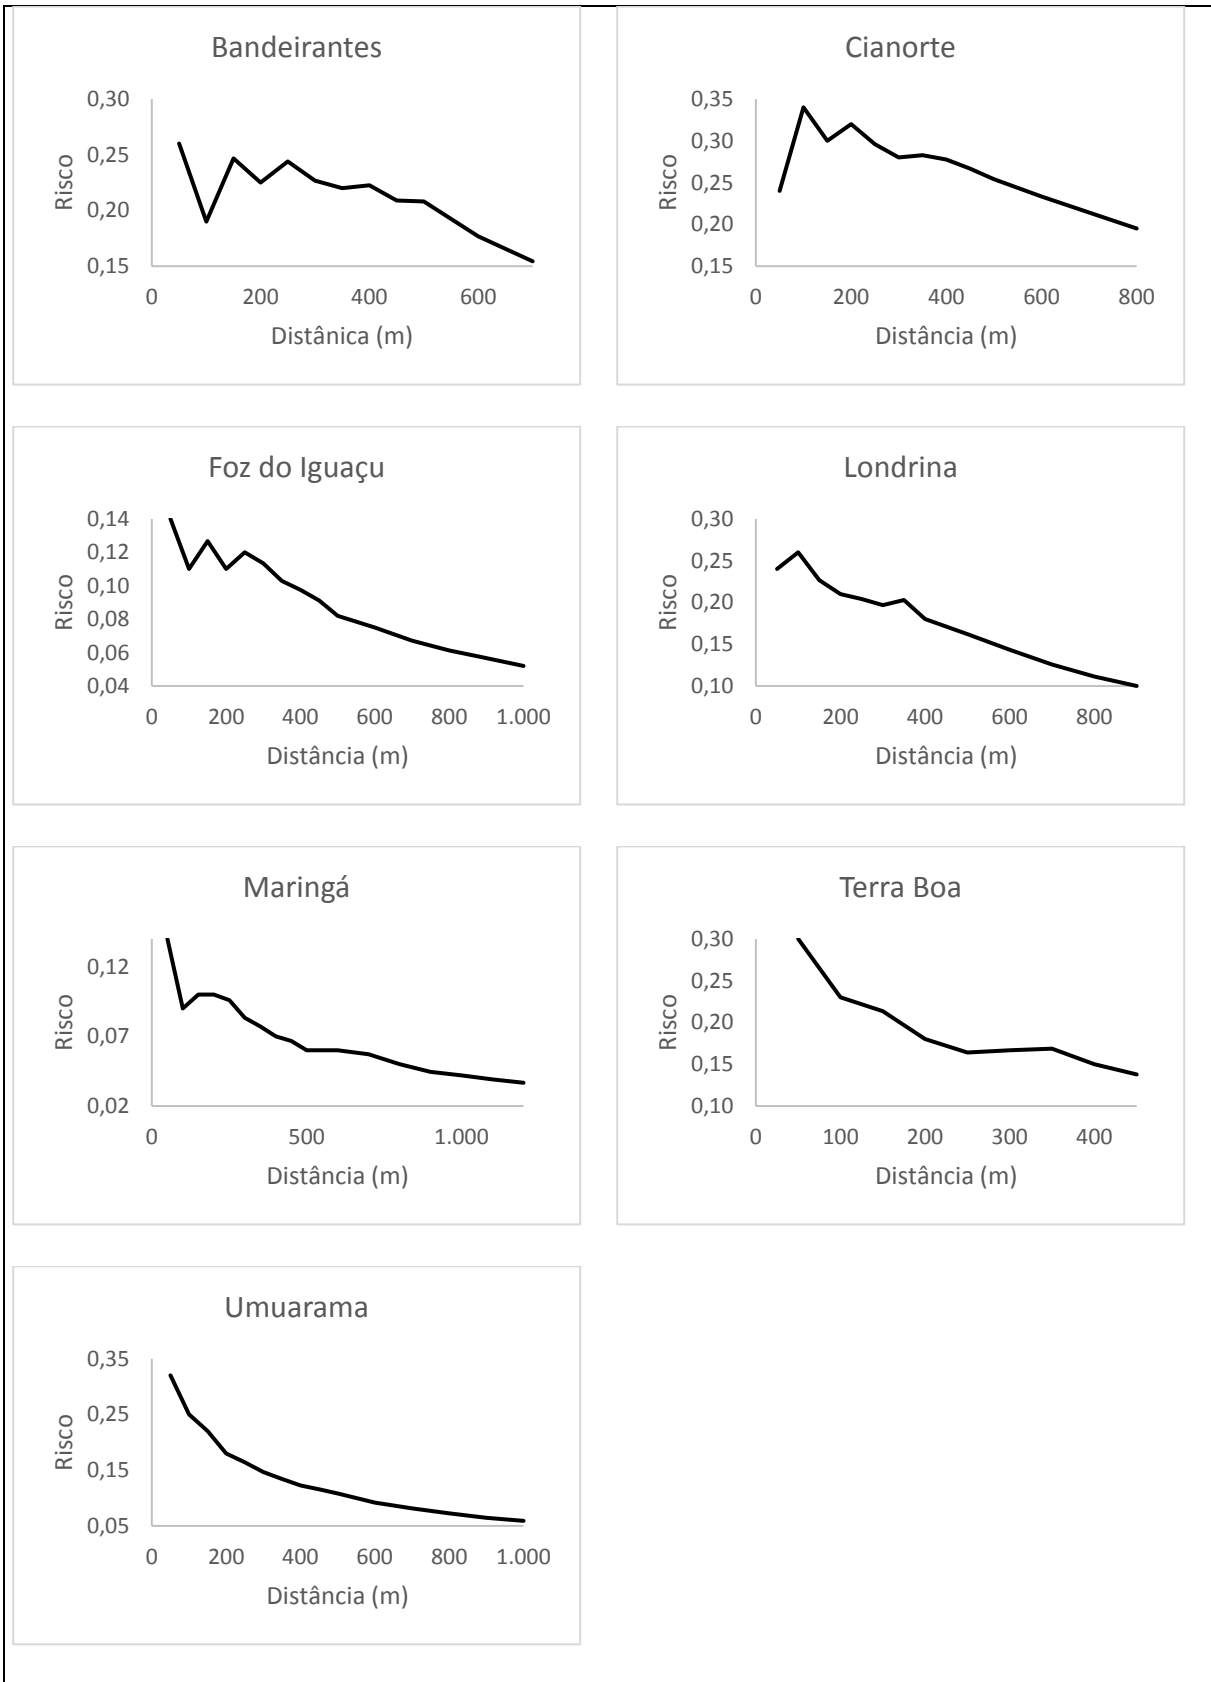 Bandeirantes
0,30
0,25
0,20
0,15
Risco
0 200 400 600
Distânica (m)
Cianorte
0,35
0,30
0,25
0,20
0,15
Risco
0 200 400 600 800
Distância (m)
Foz do Iguaçu
0,14
0,12
0,10
0,08
0,06
0,04
Risco
0 200 400 600 800 1.000
Distância (m)
Londrina
0,30
0,25
0,20
0,15
0,10
Risco
0 200 400 600 800
Distância (m)
Maringá
0,12
0,07
0,02
Risco
0 500 1.000
Distância (m)
Terra Boa
0,30
0,25
0,20
0,15
0,10
Risco
0 100 200 300 400
Distância (m)
Umuarama
0,35
0,25
0,15
0,05
Risco
0 200 400 600 800 1.000
Distância (m)